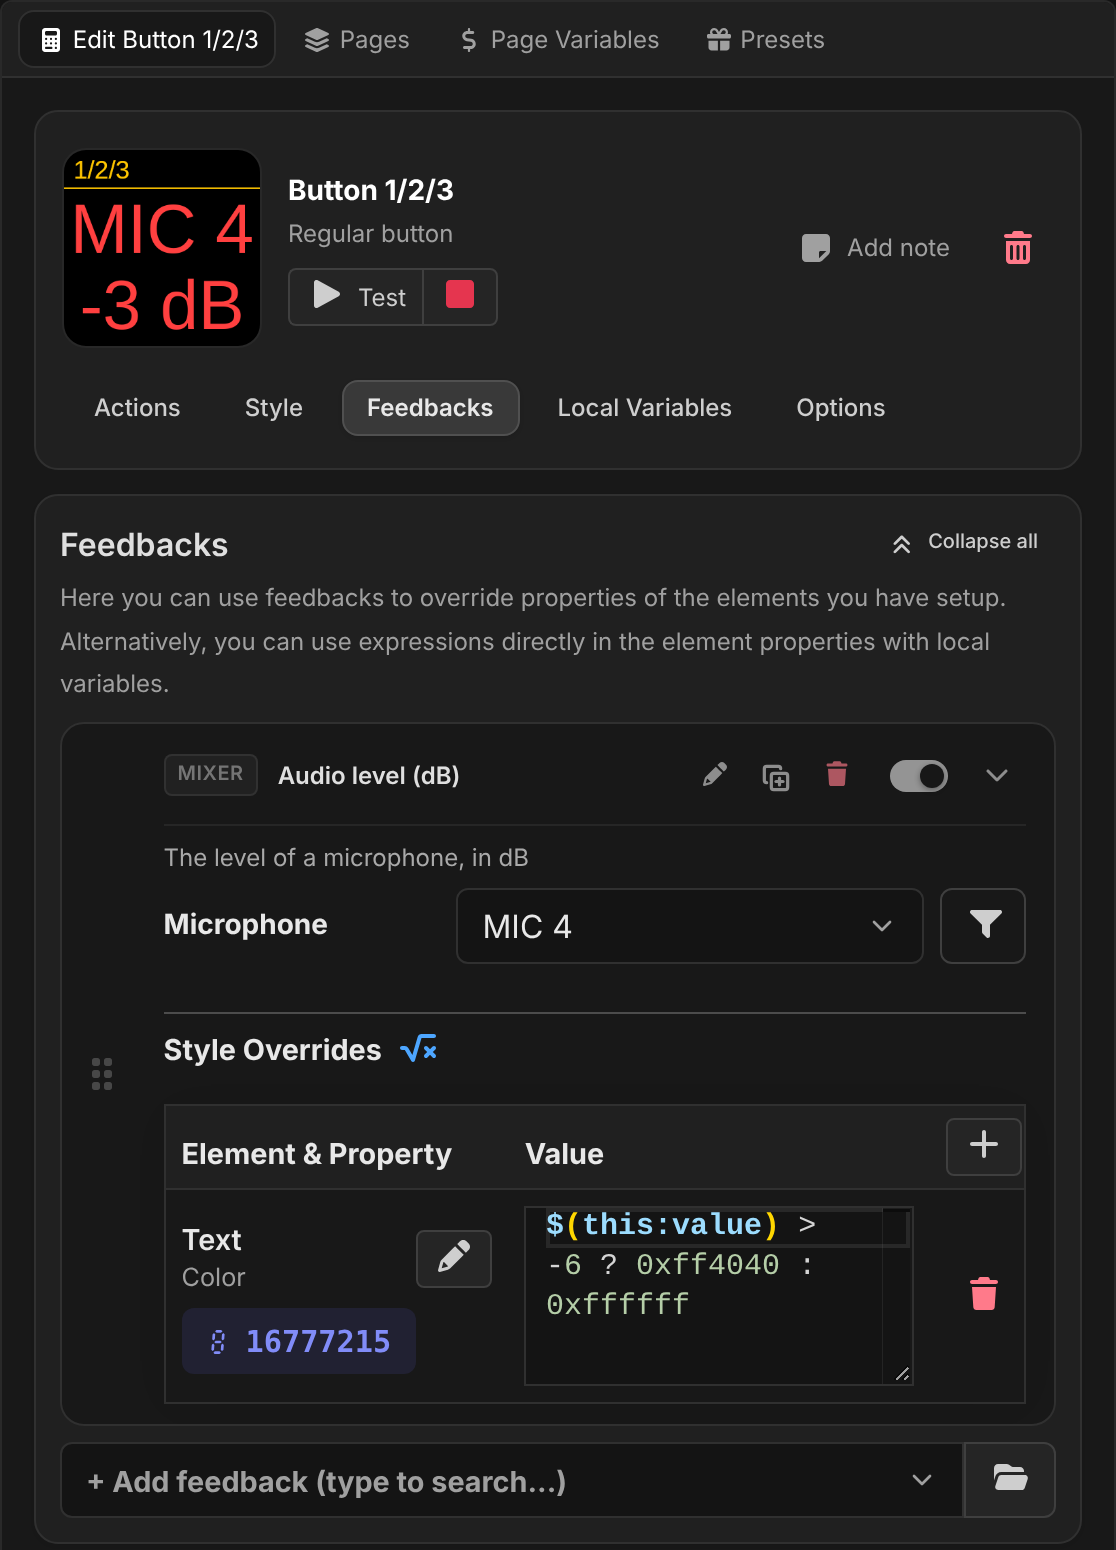 Edit Button 1/2/3
Pages
Page Variables
Presets
1/2/3
MIC 4
-3 dB
Button 1/2/3
Regular button
Test
Add note
Actions
Style
Feedbacks
Local Variables
Options
Feedbacks
Collapse all
Here you can use feedbacks to override properties of the elements you have setup.
Alternatively, you can use expressions directly in the element properties with local
variables.
MIXER
Audio level (dB)
The level of a microphone, in dB
Microphone
MIC 4
Style Overrides
Element & Property
Value
Text
Color
16777215
$(this:value) >
-6 ? 0xff4040 :
0xffffff
+ Add feedback (type to search...)